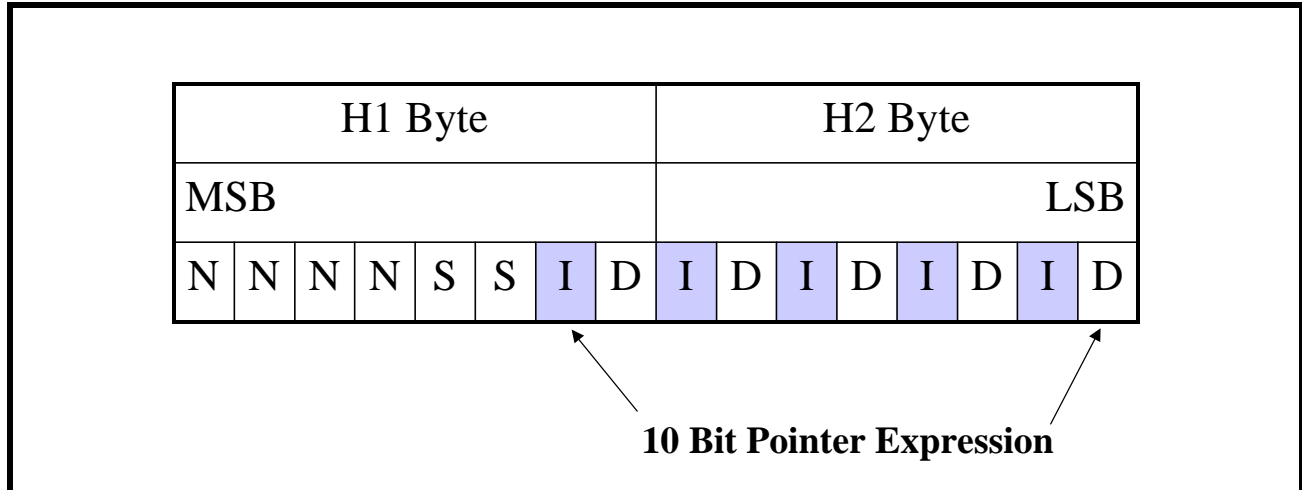 H1 Byte H2 Byte
MSB LSB
N N N N S S I D I D I D I D I D
10 Bit Pointer Expression